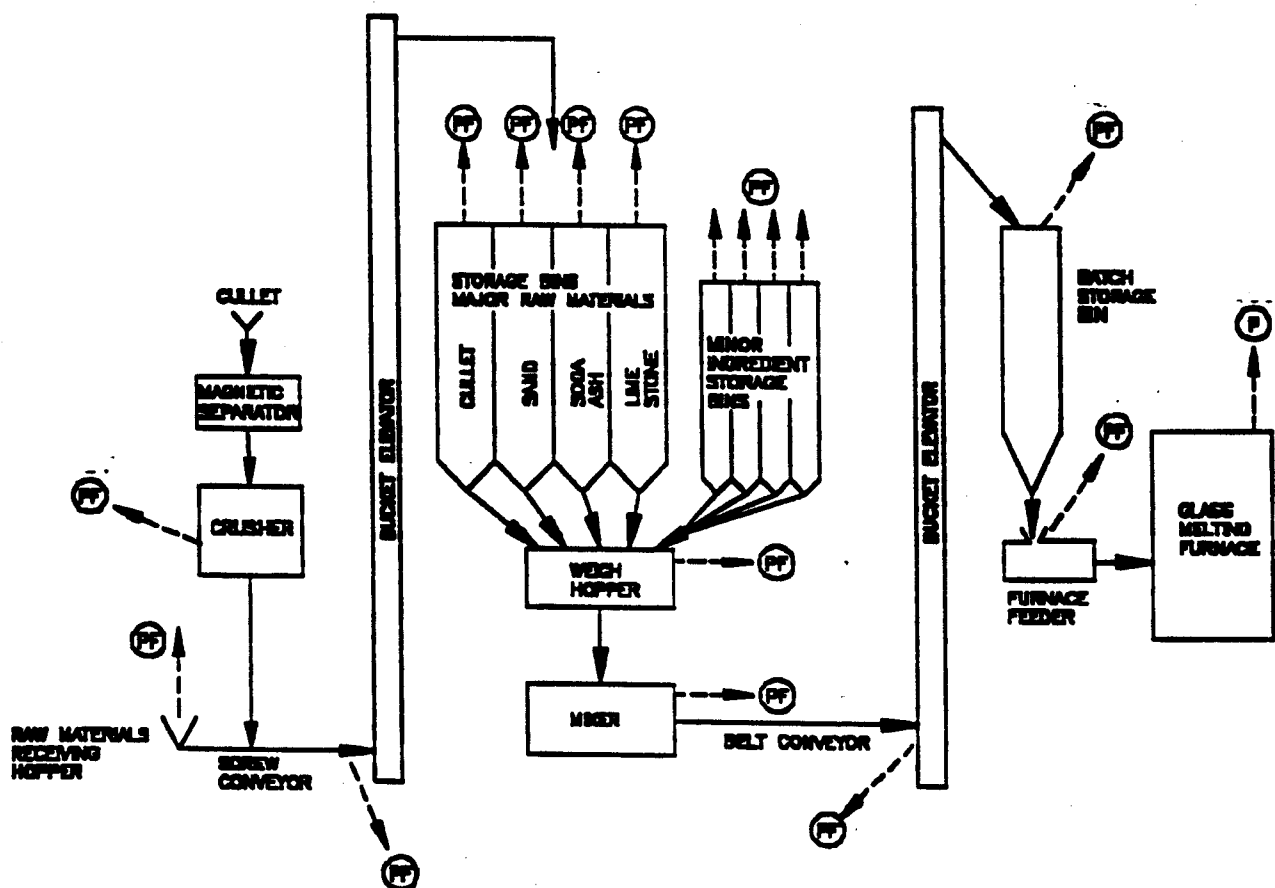 PF
PF
PF
PF
PF
PF
CULLET
MAGNETIC
SEPARATOR
PF
CRUSHER
PF
RAW MATERIALS
RECEIVING
HOPPER
SCREW
CONVEYOR
PF
BUCKET ELEVATOR
STORAGE BINS
MAJOR RAW MATERIALS
CULLET
SAND
SODA
ASH
LIME
STONE
MINOR
INGREDIENT
STORAGE
BINS
WEIGH
HOPPER
PF
MIXER
PF
BELT CONVEYOR
PF
BUCKET ELEVATOR
BATCH
STORAGE
BIN
PF
FURNACE
FEEDER
P
GLASS
MELTING
FURNACE